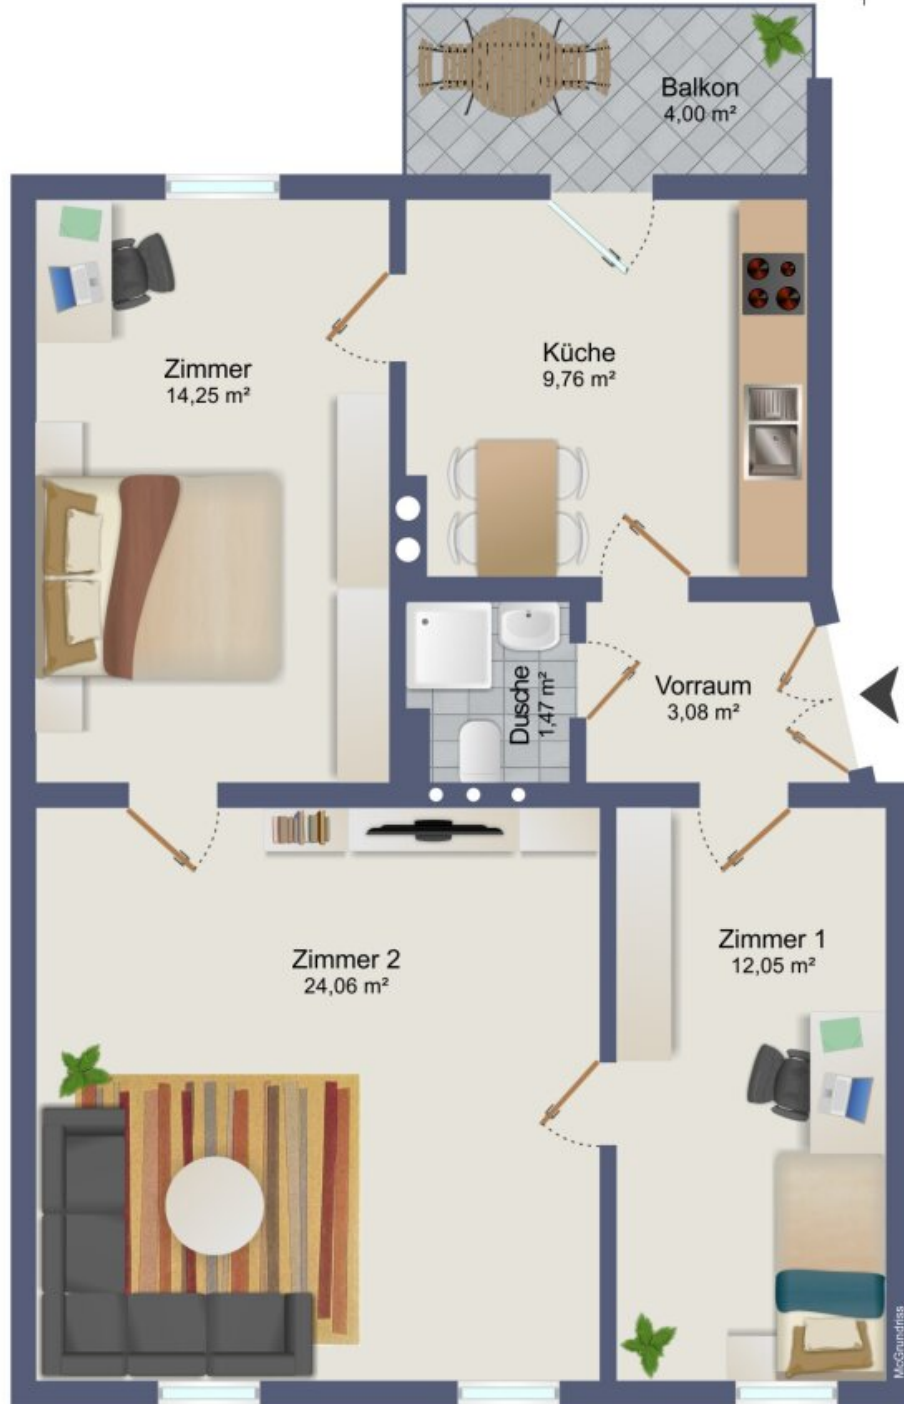 Balkon
4,00 m²
Küche
9,76 m²
Zimmer
14,25 m²
Dusche
1,47 m²
Vorraum
3,08 m²
Zimmer 2
24,06 m²
Zimmer 1
12,05 m²
McGrundriss